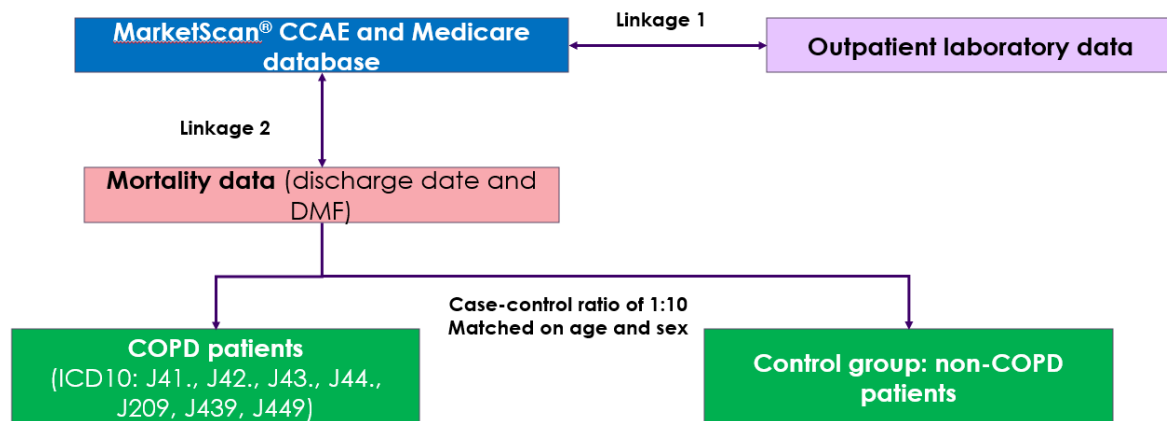 MarketScan® CCAE and Medicare
database
Linkage 1
Outpatient laboratory data
Linkage 2
Mortality data (discharge date and
DMF)
Case-control ratio of 1:10
Matched on age and sex
COPD patients
(ICD10: J41., J42., J43., J44.,
J209, J439, J449)
Control group: non-COPD
patients